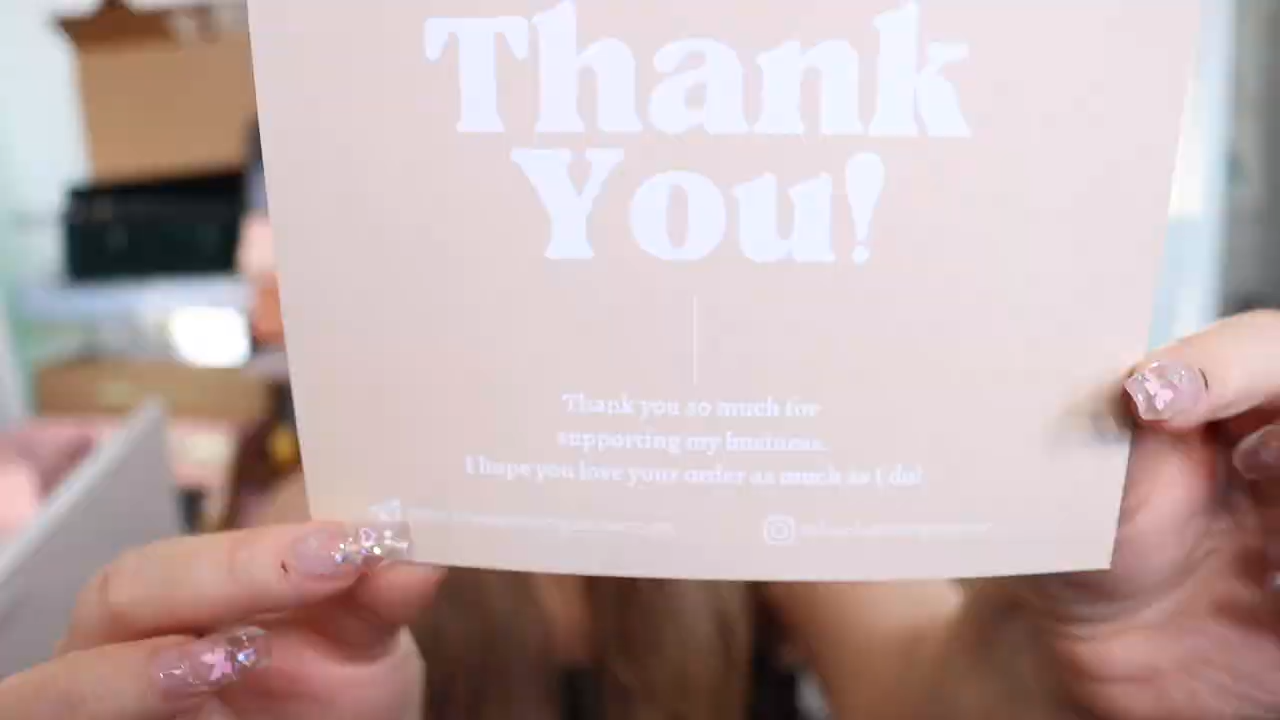 Thank
You!
Thank you so much for
supporting my business.
I hope you love your order as much as I do!